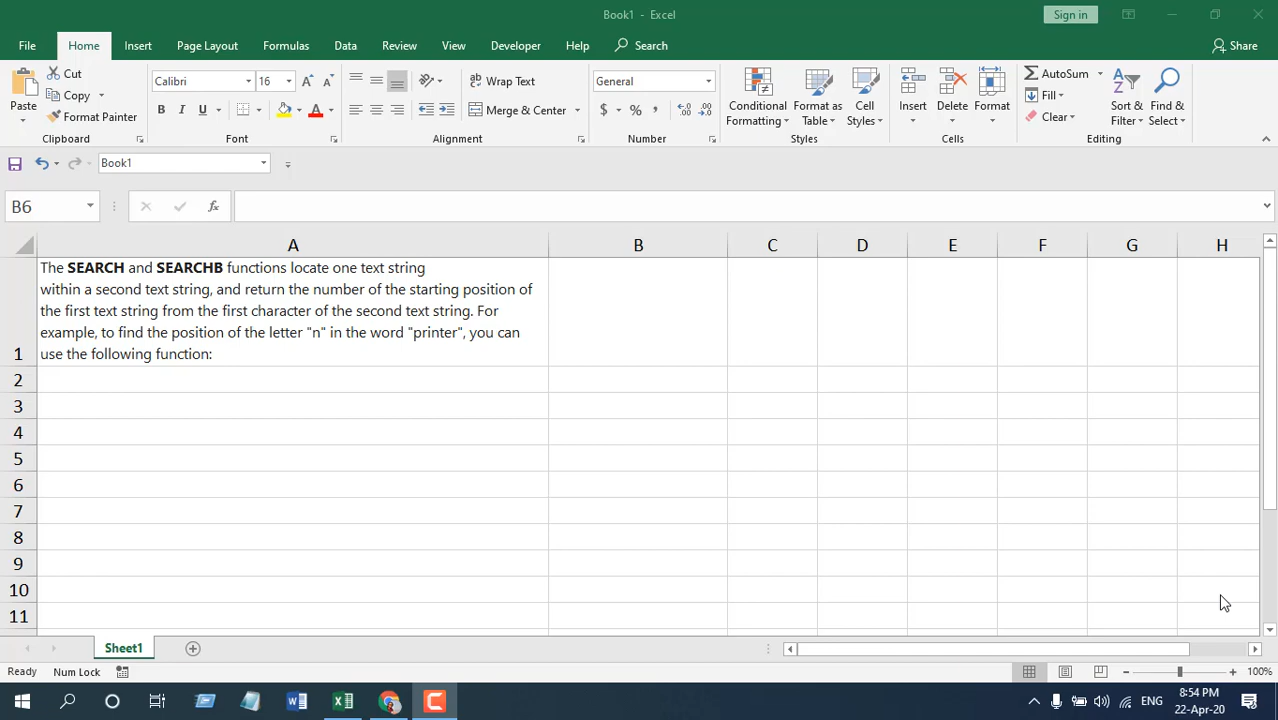 Book1 - Excel
Sign in
File Home Insert Page Layout Formulas Data Review View Developer Help Search Share
Paste
Cut
Copy
Format Painter
Clipboard
Calibri 16
B I U
Font
Wrap Text
Merge & Center
Alignment
General
$ % ,
Number
Conditional Formatting
Format as Table
Cell Styles
Styles
Insert
Delete
Format
Cells
AutoSum
Fill
Clear
Sort & Filter
Find & Select
Editing
Book1
B6
fx
A B C D E F G H
The SEARCH and SEARCHB functions locate one text string
within a second text string, and return the number of the starting position of
the first text string from the first character of the second text string. For
example, to find the position of the letter "n" in the word "printer", you can
use the following function:
1
2
3
4
5
6
7
8
9
10
11
Sheet1
Ready Num Lock 100%
ENG
8:54 PM
22-Apr-20